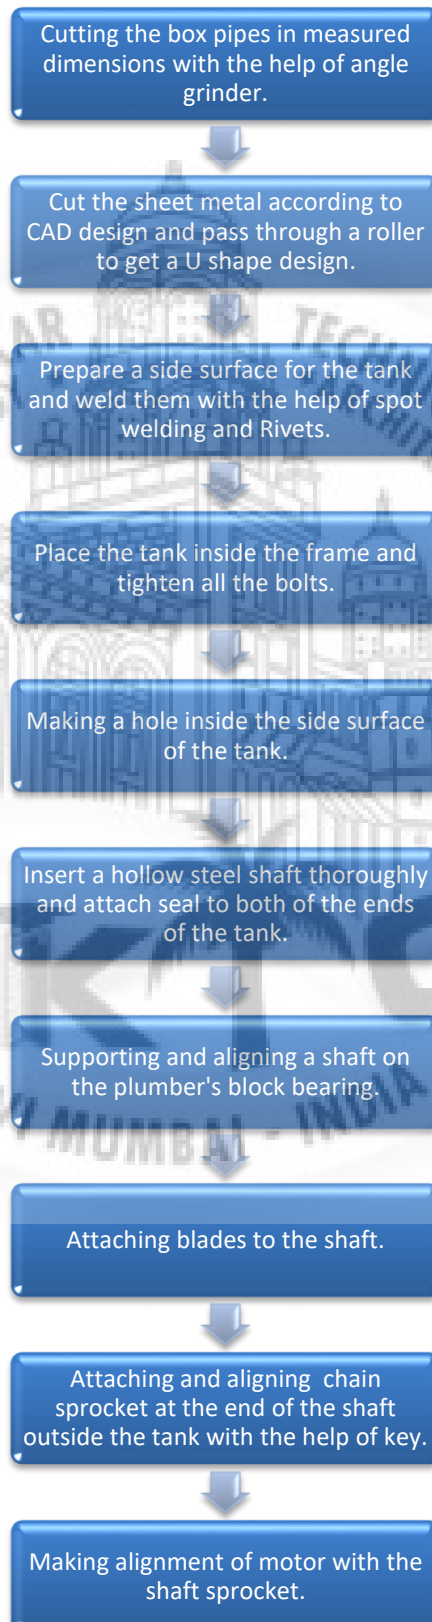 Cutting the box pipes in measured
dimensions with the help of angle
grinder.
Cut the sheet metal according to
CAD design and pass through a roller
to get a U shape design.
Prepare a side surface for the tank
and weld them with the help of spot
welding and Rivets.
Place the tank inside the frame and
tighten all the bolts.
Making a hole inside the side surface
of the tank.
Insert a hollow steel shaft thoroughly
and attach seal to both of the ends
of the tank.
Supporting and aligning a shaft on
the plumber's block bearing.
MUMBAI - INDIA
Attaching blades to the shaft.
Attaching and aligning chain
sprocket at the end of the shaft
outside the tank with the help of key.
Making alignment of motor with the
shaft sprocket.